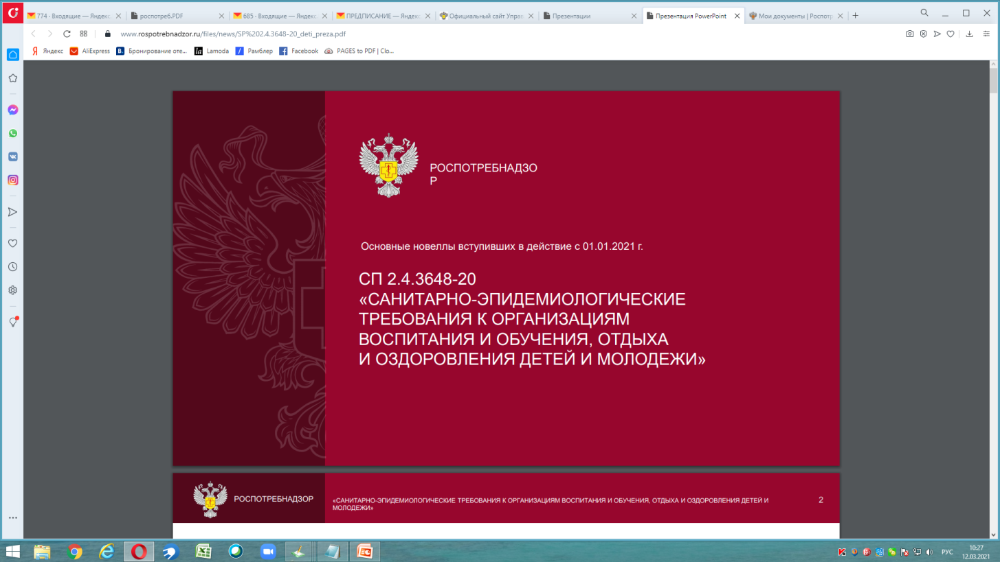 774 - Входящие — Яндекс.
роспотреб.PDF
685 - Входящие — Яндекс.
ПРЕДПИСАНИЕ — Яндекс
Официальный сайт Управ
Презентации
Презентация PowerPoint
Мои документы | Роспотр
www.rospotrebnadzor.ru/files/news/SP%202.4.3648-20_deti_preza.pdf
Яндекс
AliExpress
Бронирование оте...
Lamoda
Рамблер
Facebook
PAGES to PDF | Clo...
РОСПОТРЕБНАДЗО
Р
Основные новеллы вступивших в действие с 01.01.2021 г.
СП 2.4.3648-20
«САНИТАРНО-ЭПИДЕМИОЛОГИЧЕСКИЕ
ТРЕБОВАНИЯ К ОРГАНИЗАЦИЯМ
ВОСПИТАНИЯ И ОБУЧЕНИЯ, ОТДЫХА
И ОЗДОРОВЛЕНИЯ ДЕТЕЙ И МОЛОДЕЖИ»
РОСПОТРЕБНАДЗОР
«САНИТАРНО-ЭПИДЕМИОЛОГИЧЕСКИЕ ТРЕБОВАНИЯ К ОРГАНИЗАЦИЯМ ВОСПИТАНИЯ И ОБУЧЕНИЯ, ОТДЫХА И ОЗДОРОВЛЕНИЯ ДЕТЕЙ И
МОЛОДЕЖИ»
2
РУС
10:27
12.03.2021